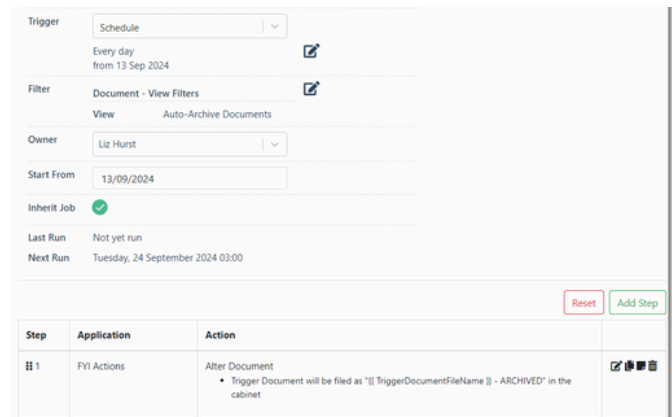 Trigger Schedule
Every day
from 13 Sep 2024
Filter Document - View Filters
View Auto-Archive Documents
Owner Liz Hurst
Start From 13/09/2024
Inherit Job
Last Run Not yet run
Next Run Tuesday, 24 September 2024 03:00
Reset Add Step
Step Application Action
1 FYI Actions Alter Document
Trigger Document will be filed as "{{ TriggerDocumentFileName }} - ARCHIVED" in the
cabinet